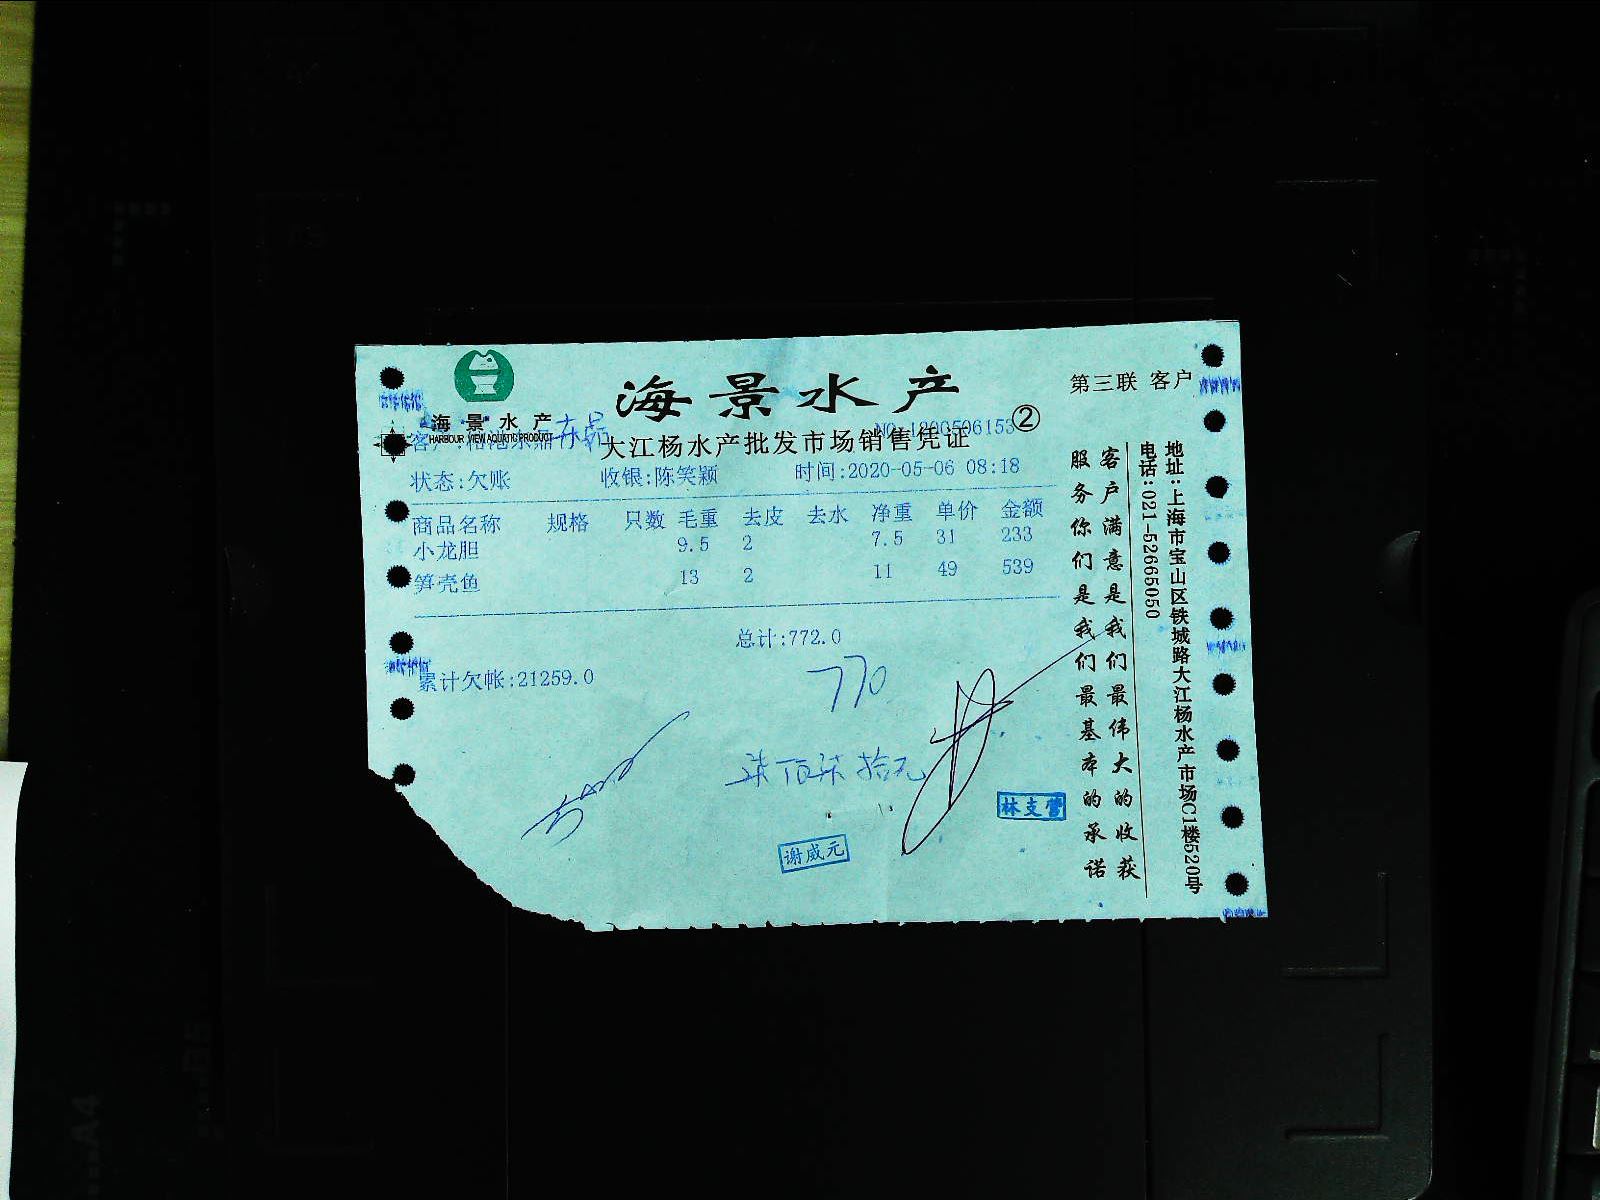 海景水产
第三联 客户
海景水产
HARBOUR VIEW AQUATIC PRODUCT
②
大江杨水产批发市场销售凭证
状态:欠账 收银:陈笑颖 时间:2020-05-06 08:18
商品名称 规格 只数 毛重 去皮 去水 净重 单价 金额
小龙胆 9.5 2 7.5 31 233
笋壳鱼 13 2 11 49 539
总计:772.0
累计欠帐:21259.0
770
柒佰柒拾元
林支营
谢威元
客户满意是我们最伟大的收获
服务你们是我们最基本的承诺
地址:上海市宝山区铁城路大江杨水产市场C1楼520号
电话:021-52665050